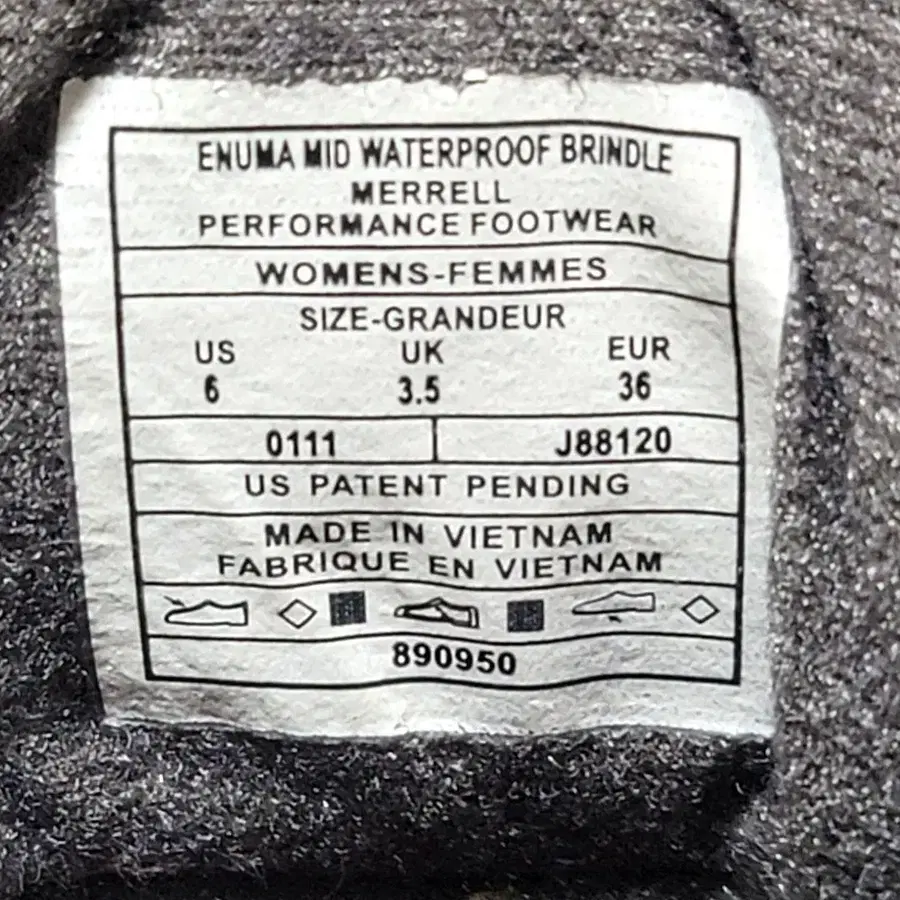 ENUMA MID WATERPROOF BRINDLE
MERRELL
PERFORMANCE FOOTWEAR
WOMENS-FEMMES
SIZE-GRANDEUR
US UK EUR
6 3.5 36
0111 J88120
US PATENT PENDING
MADE IN VIETNAM
FABRIQUE EN VIETNAM
890950